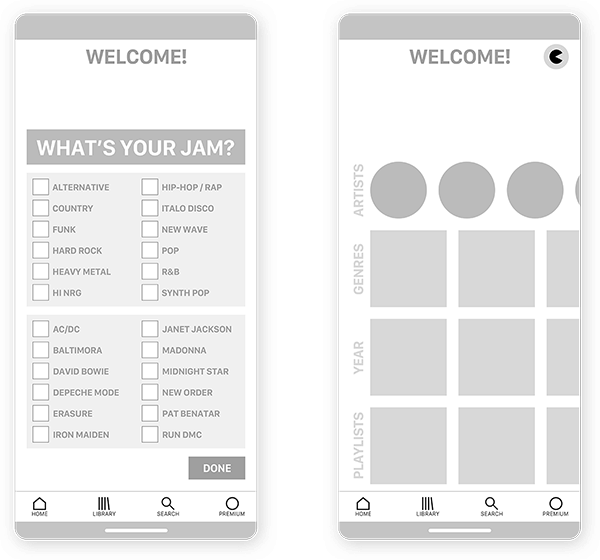 WELCOME!
WHAT'S YOUR JAM?
ALTERNATIVE
HIP-HOP / RAP
COUNTRY
ITALO DISCO
FUNK
NEW WAVE
HARD ROCK
POP
HEAVY METAL
R&B
HI NRG
SYNTH POP
AC/DC
JANET JACKSON
BALTIMORA
MADONNA
DAVID BOWIE
MIDNIGHT STAR
DEPECHE MODE
NEW ORDER
ERASURE
PAT BENATAR
IRON MAIDEN
RUN DMC
DONE
HOME
LIBRARY
SEARCH
PREMIUM
WELCOME!
ARTISTS
GENRES
YEAR
PLAYLISTS
HOME
LIBRARY
SEARCH
PREMIUM